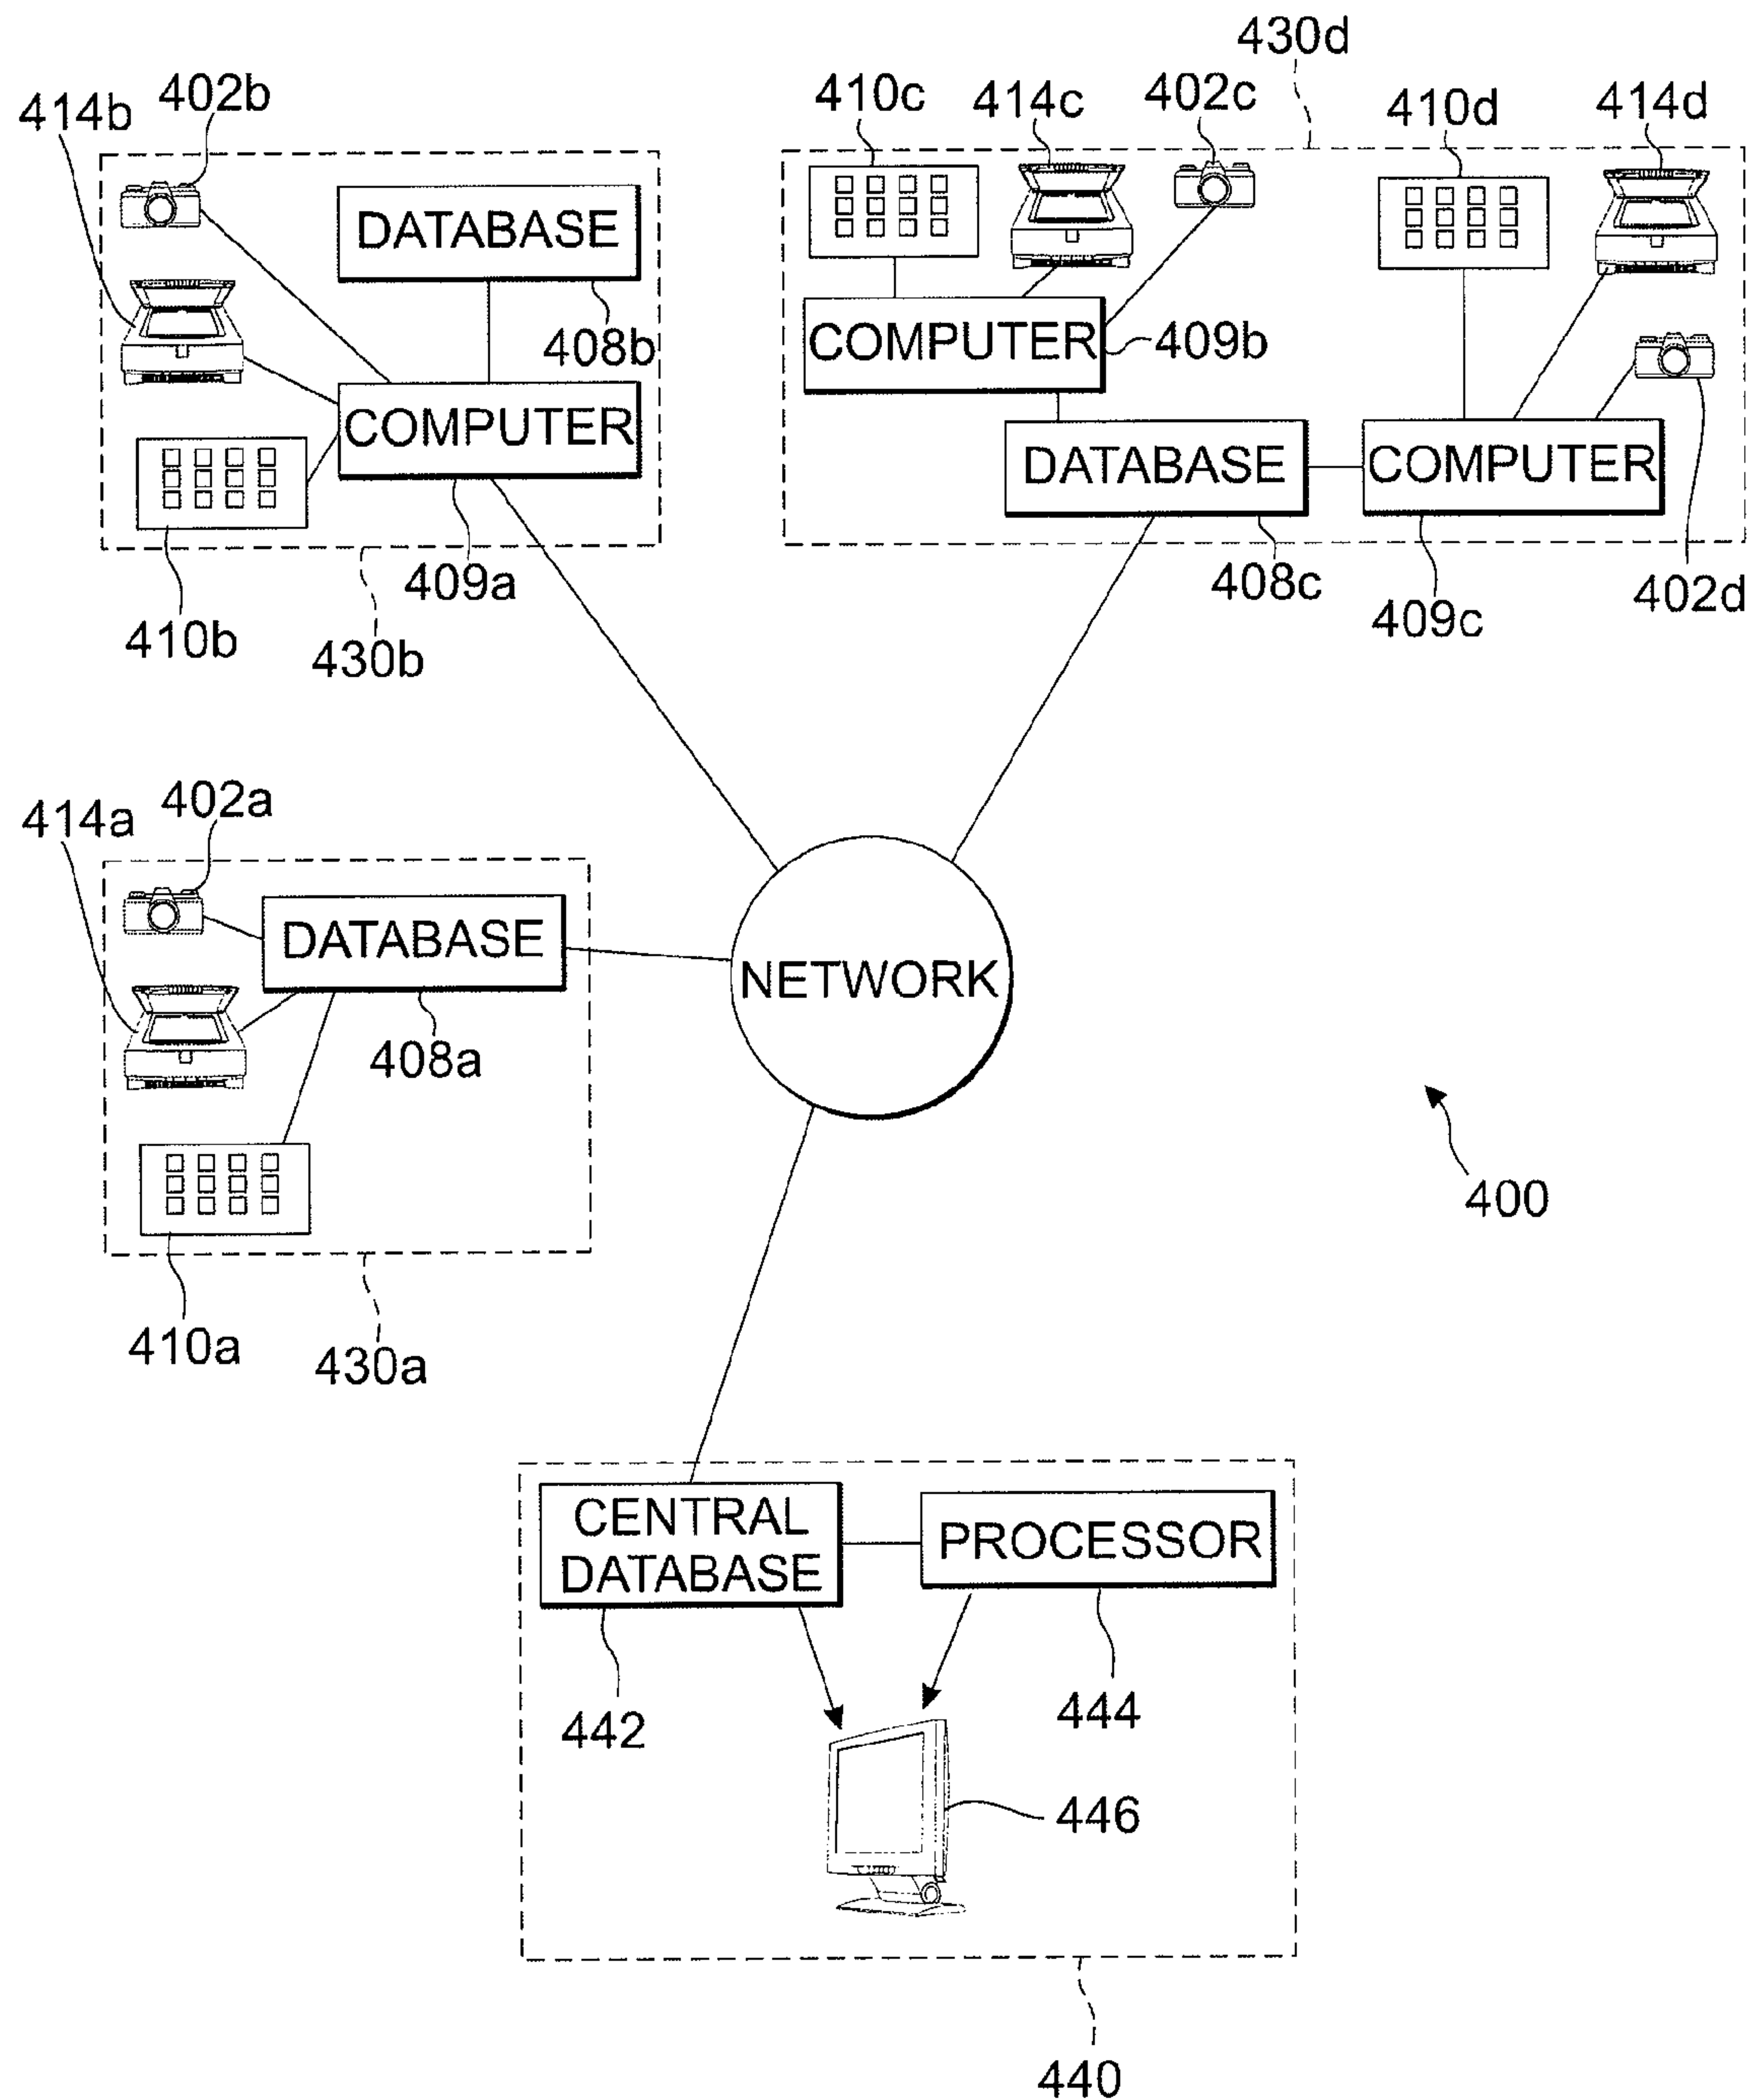 430d
402b
414b
410c
414c
402c
410d
414d
DATABASE
408b
COMPUTER
409b
COMPUTER
DATABASE
COMPUTER
409a
408c
402d
409c
410b
430b
402a
414a
DATABASE
NETWORK
408a
400
410a
430a
CENTRAL
DATABASE
PROCESSOR
442
444
446
440